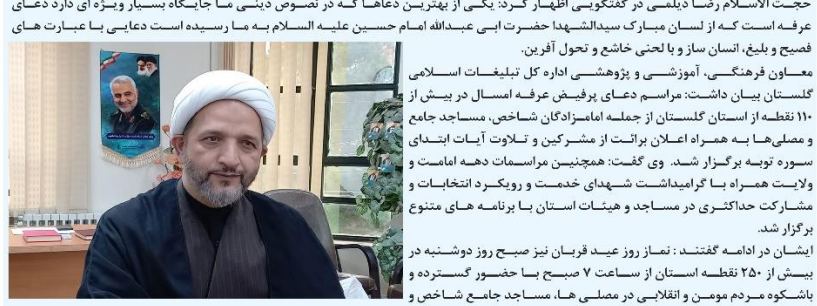 حجت الاسلام رضا دیلمی در گفتگویی اظهار کرد: یکی از بهترین دعاها که در نصوص دینی ما جایگاه بسیار ویژه ای دارد دعای
عرفه است که از لسان مبارک سیدالشهدا حضرت ابی عبدالله امام حسین علیه السلام به ما رسیده است دعایی با عبارت های
فصیح و بلیغ، انسان ساز و با لحنی خاشع و تحول آفرین.
معاون فرهنگی، آموزشی و پژوهشی اداره کل تبلیغات اسلامی
گلستان بیان داشت: مراسم دعای پرفیض عرفه امسال در بیش از
۱۱۰ نقطه از استان گلستان از جمله امامزادگان شاخص، مساجد جامع
و مصلی‌ها به همراه اعلان برائت از مشرکین و تلاوت آیات ابتدای
سوره توبه برگزار شد. وی گفت: همچنین مراسمات دهه امامت و
ولایت همراه با گرامیداشت شهدای خدمت و رویکرد انتخابات و
مشارکت حداکثری در مساجد و هیئات استان با برنامه های متنوع
برگزار شد.
ایشان در ادامه گفتند : نماز روز عید قربان نیز صبح روز دوشنبه در
بیش از ۲۵۰ نقطه استان از ساعت ۷ صبح با حضور گسترده و
باشکوه مردم مومن و انقلابی در مصلی ها، مساجد جامع شاخص و